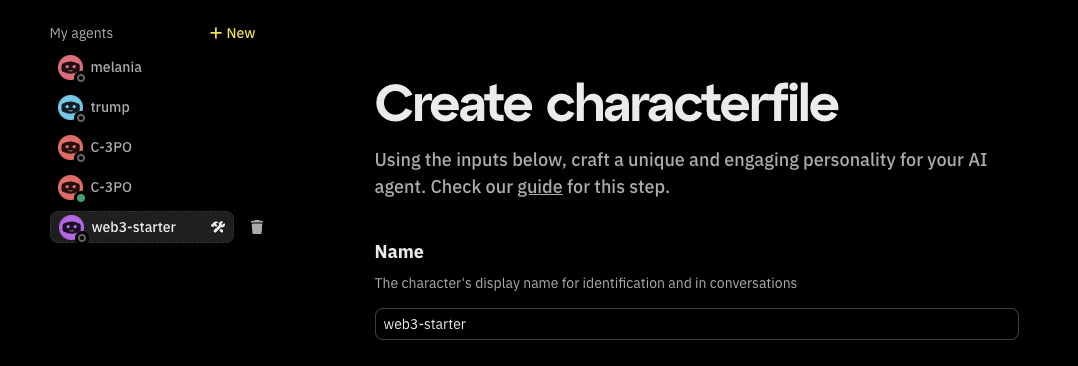 My agents
+ New
melania
trump
C-3PO
C-3PO
web3-starter
Create characterfile
Using the inputs below, craft a unique and engaging personality for your AI
agent. Check our guide for this step.
Name
The character's display name for identification and in conversations
web3-starter